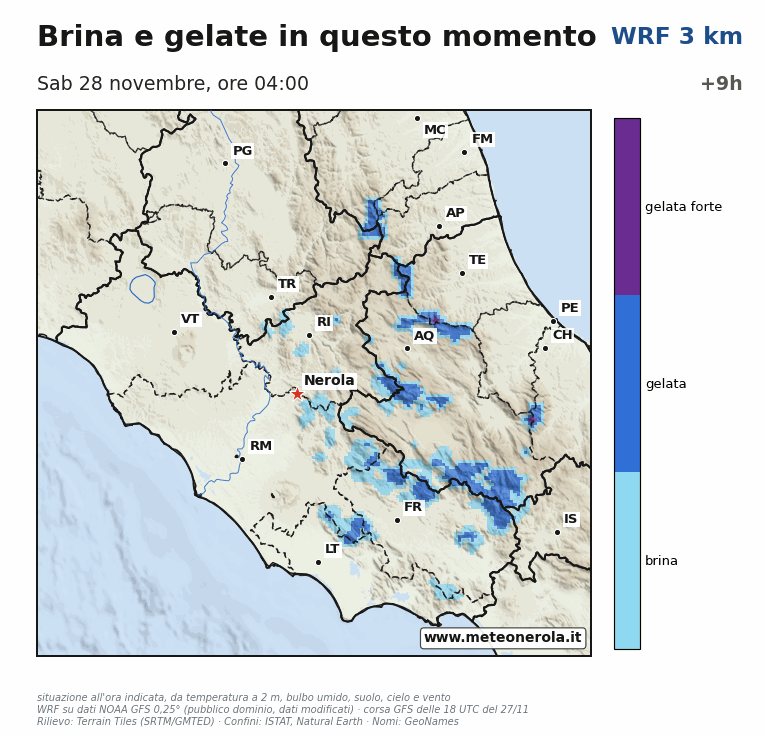 Brina e gelate in questo momento WRF 3 km
Sab 28 novembre, ore 04:00 +9h
MC
FM
PG
AP
TE
TR
PE
VT
RI
CH
AQ
Nerola
RM
FR
IS
LT
gelata forte
gelata
brina
www.meteonerola.it
situazione all'ora indicata, da temperatura a 2 m, bulbo umido, suolo, cielo e vento
WRF su dati NOAA GFS 0,25° (pubblico dominio, dati modificati) · corsa GFS delle 18 UTC del 27/11
Rilievo: Terrain Tiles (SRTM/GMTED) · Confini: ISTAT, Natural Earth · Nomi: GeoNames